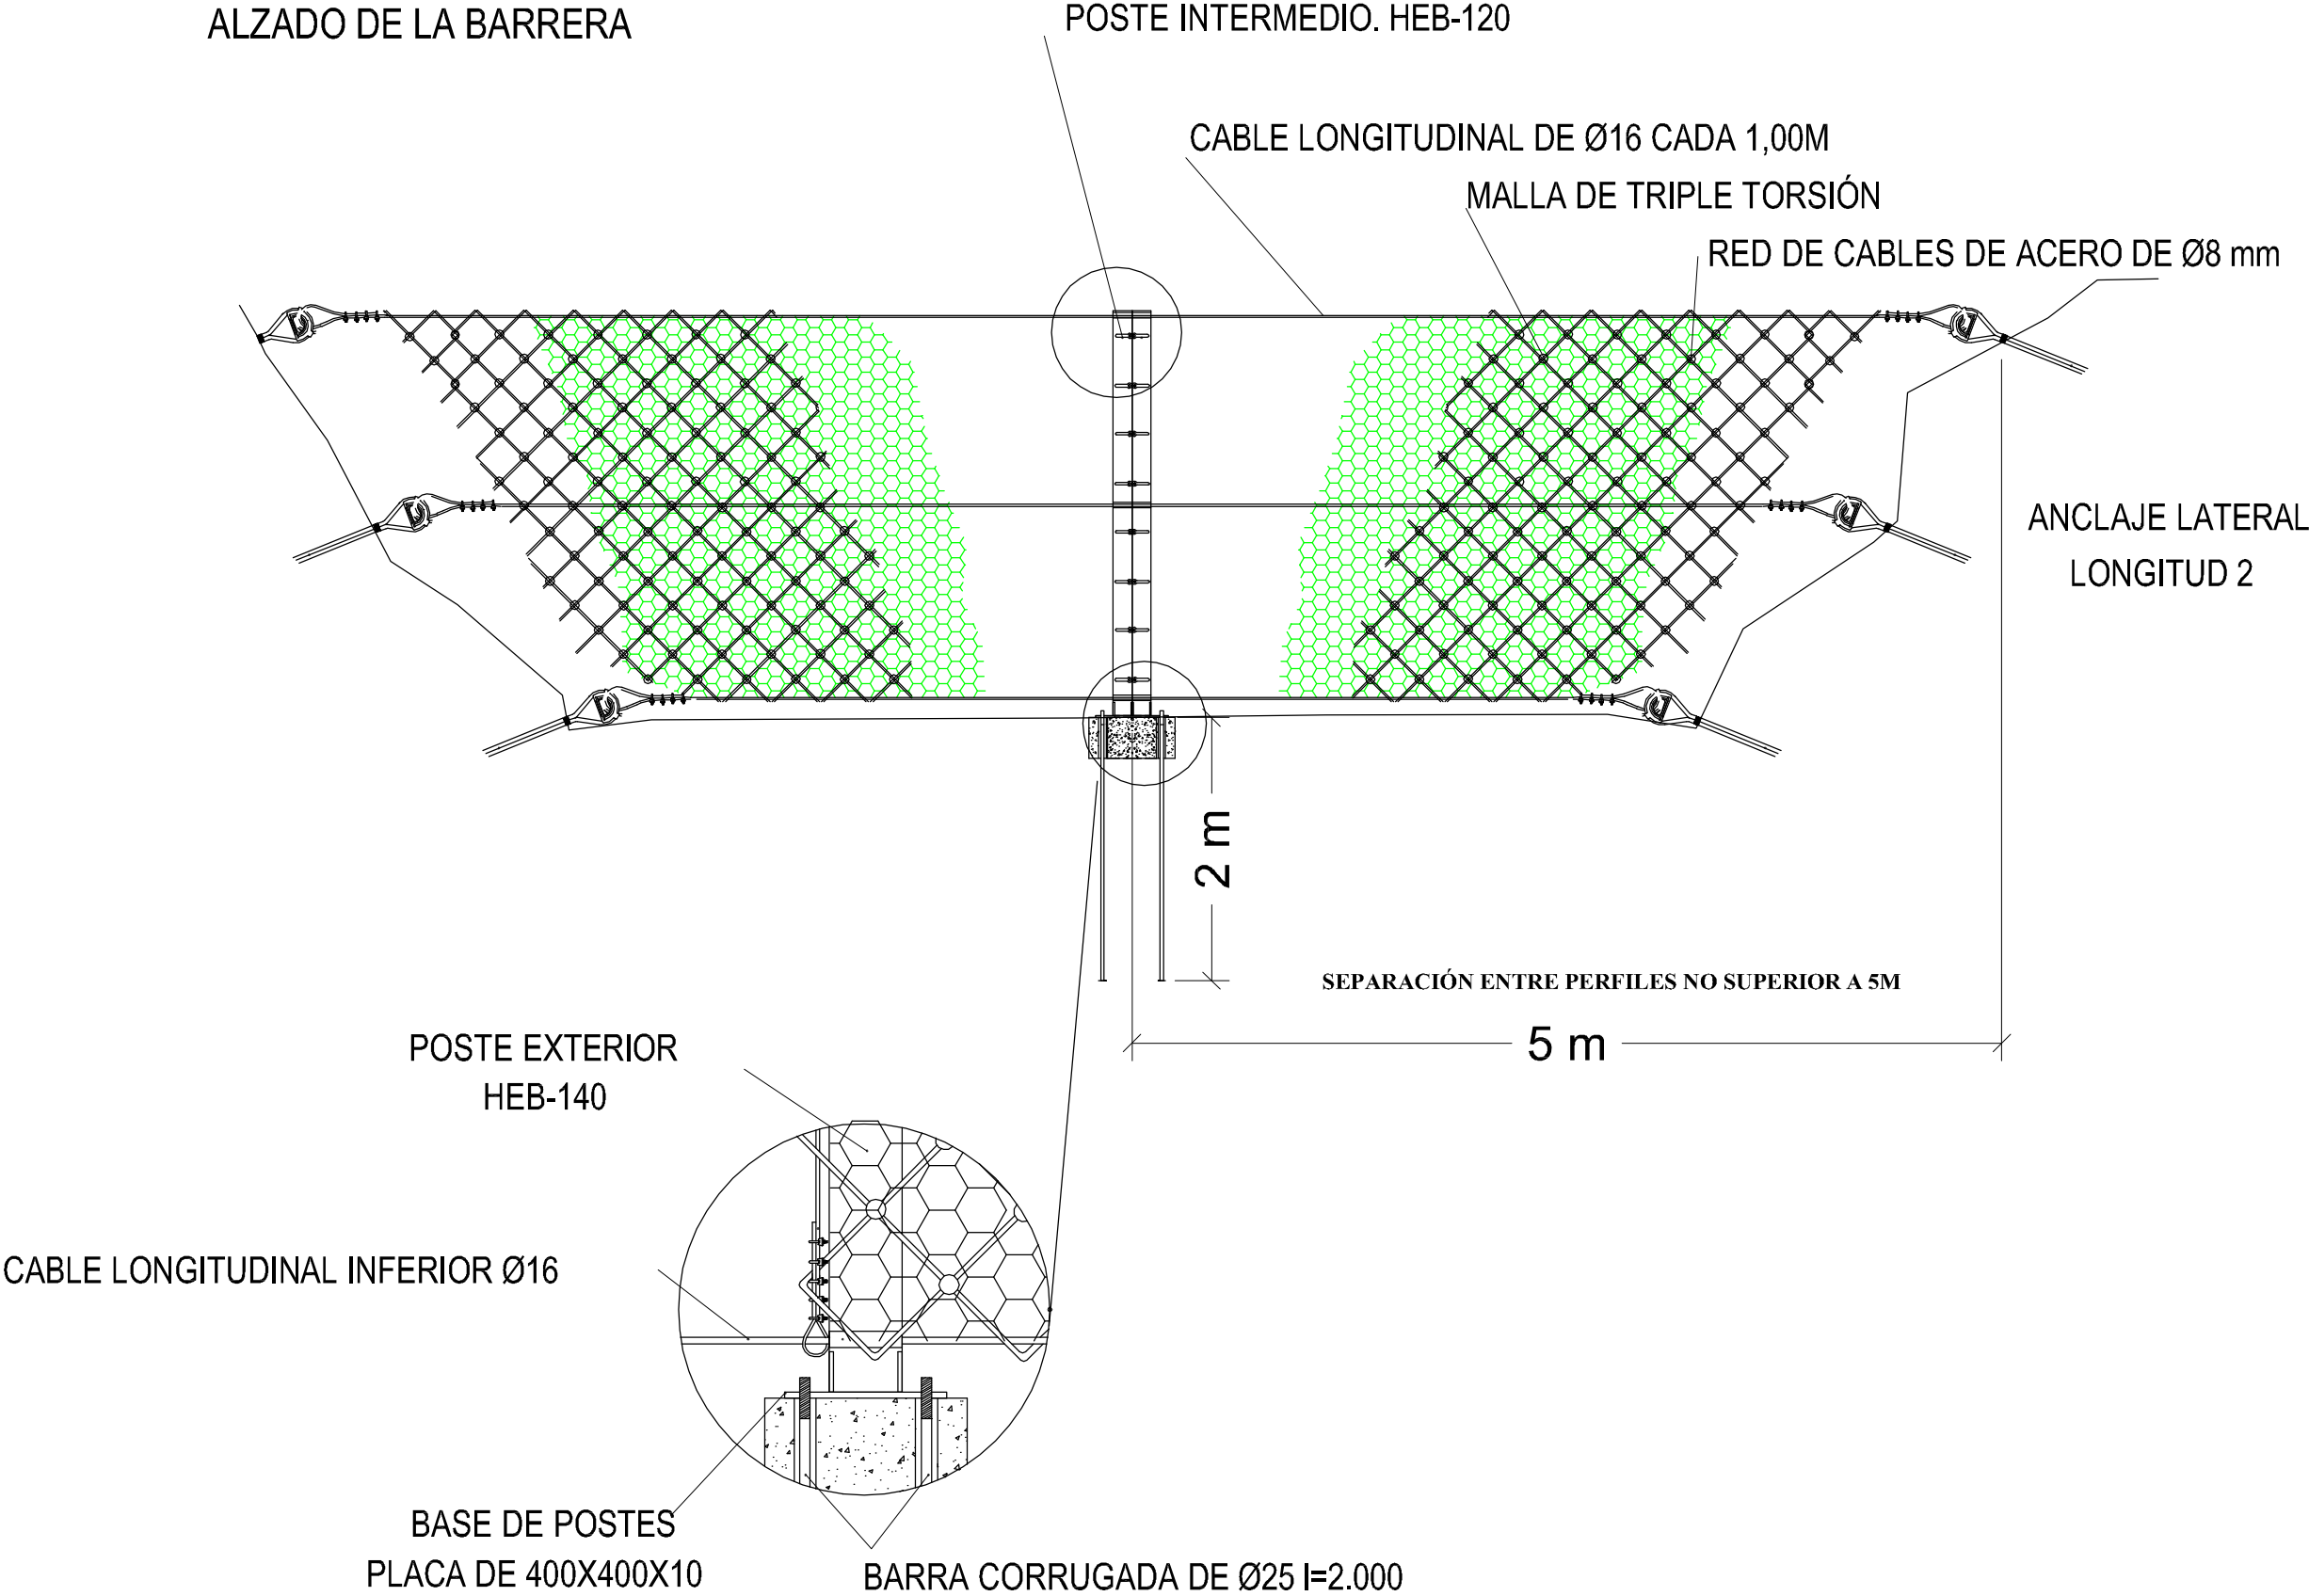 ALZADO DE LA BARRERA
POSTE INTERMEDIO. HEB-120
CABLE LONGITUDINAL DE Ø16 CADA 1,00M
MALLA DE TRIPLE TORSIÓN
RED DE CABLES DE ACERO DE Ø8 mm
ANCLAJE LATERAL
LONGITUD 2
2 m
SEPARACIÓN ENTRE PERFILES NO SUPERIOR A 5M
5 m
POSTE EXTERIOR
HEB-140
CABLE LONGITUDINAL INFERIOR Ø16
BASE DE POSTES
PLACA DE 400X400X10
BARRA CORRUGADA DE Ø25 l=2.000